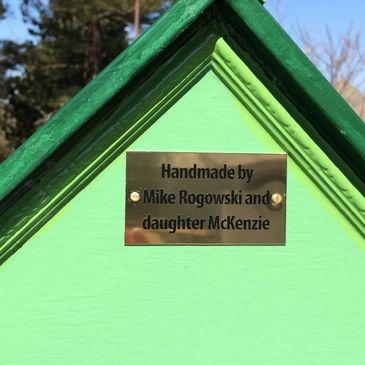 Handmade by
Mike Rogowski and
daughter McKenzie